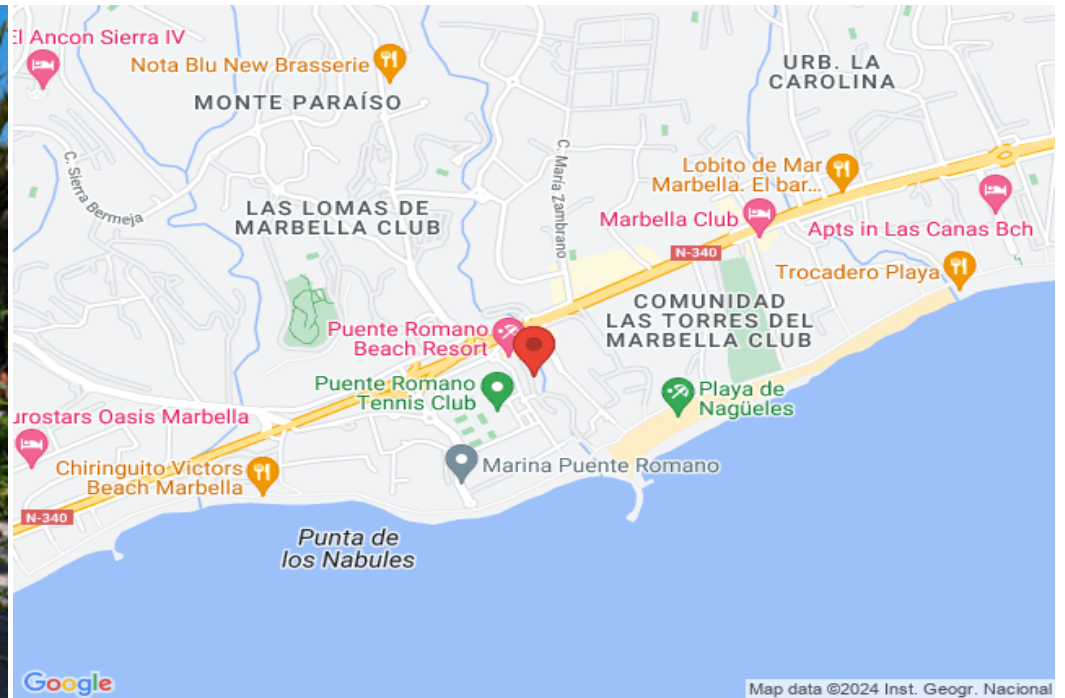 El Ancon Sierra IV
Nota Blu New Brasserie
MONTE PARAÍSO
URB. LA
CAROLINA
C. Sierra Bermeja
C. María Zambrano
Lobito de Mar
Marbella. El bar...
LAS LOMAS DE
MARBELLA CLUB
Marbella Club
Apts in Las Canas Bch
N-340
Trocadero Playa
COMUNIDAD
LAS TORRES DEL
MARBELLA CLUB
Puente Romano
Beach Resort
Puente Romano
Tennis Club
Playa de
Nagüeles
urostars Oasis Marbella
Chiringuito Victors
Beach Marbella
Marina Puente Romano
N-340
Punta de
los Nabules
Google
Map data ©2024 Inst. Geogr. Nacional